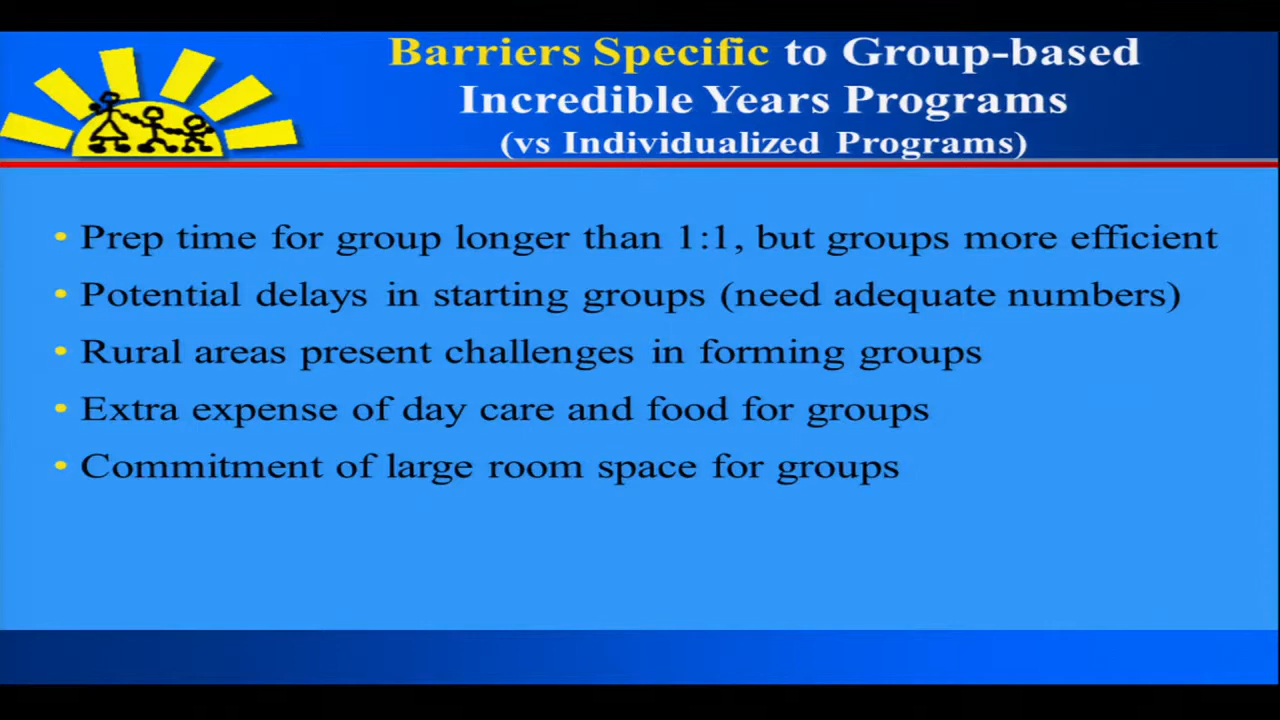 Barriers Specific to Group-based
Incredible Years Programs
(vs Individualized Programs)
• Prep time for group longer than 1:1, but groups more efficient
• Potential delays in starting groups (need adequate numbers)
• Rural areas present challenges in forming groups
• Extra expense of day care and food for groups
• Commitment of large room space for groups